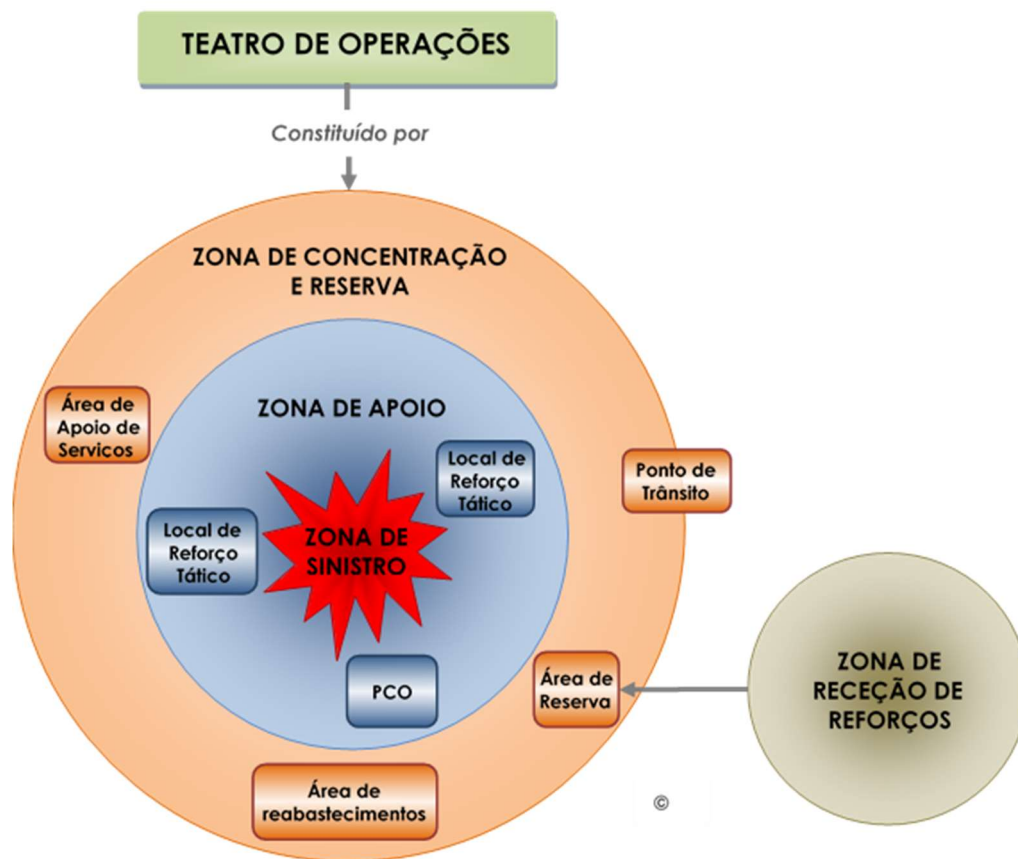 TEATRO DE OPERAÇÕES
Constituído por
ZONA DE CONCENTRAÇÃO
E RESERVA
ZONA DE APOIO
Área de
Apoio de
Servicos
Local de
Reforço
Tático
Ponto de
Trânsito
Local de
Reforço
Tático
ZONA DE
SINISTRO
PCO
Área de
Reserva
ZONA DE
RECEÇÃO DE
REFORÇOS
Área de
reabastecimentos
©